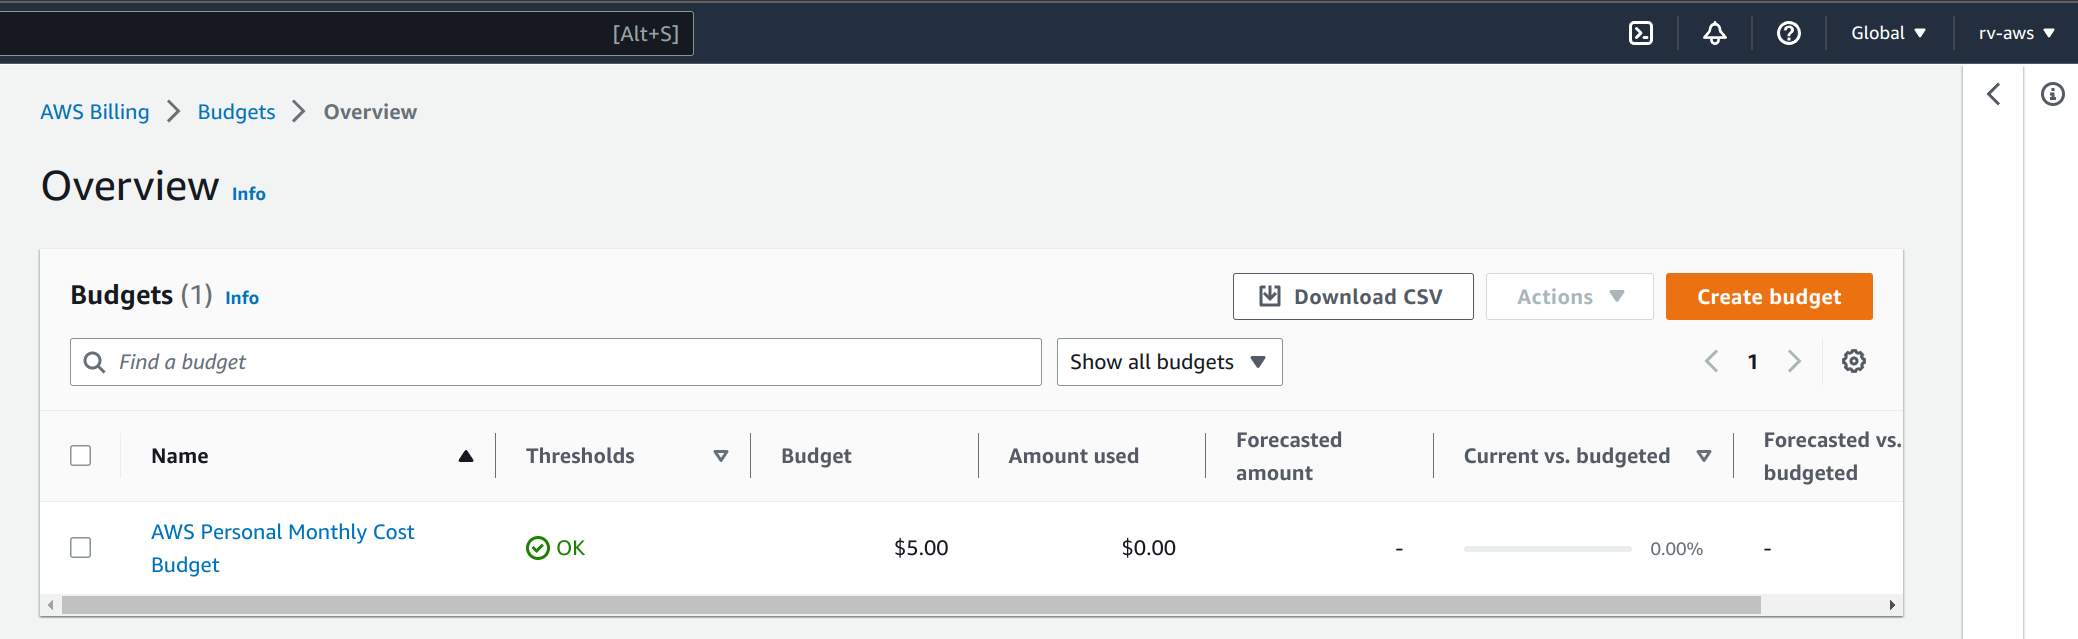 [Alt+S]
Global
rv-aws
AWS Billing
Budgets
Overview
Overview Info
Budgets (1) Info
Download CSV
Actions
Create budget
Find a budget
Show all budgets
1
Name
Thresholds
Budget
Amount used
Forecasted
amount
Current vs. budgeted
Forecasted vs.
budgeted
AWS Personal Monthly Cost
Budget
OK
$5.00
$0.00
-
0.00%
-